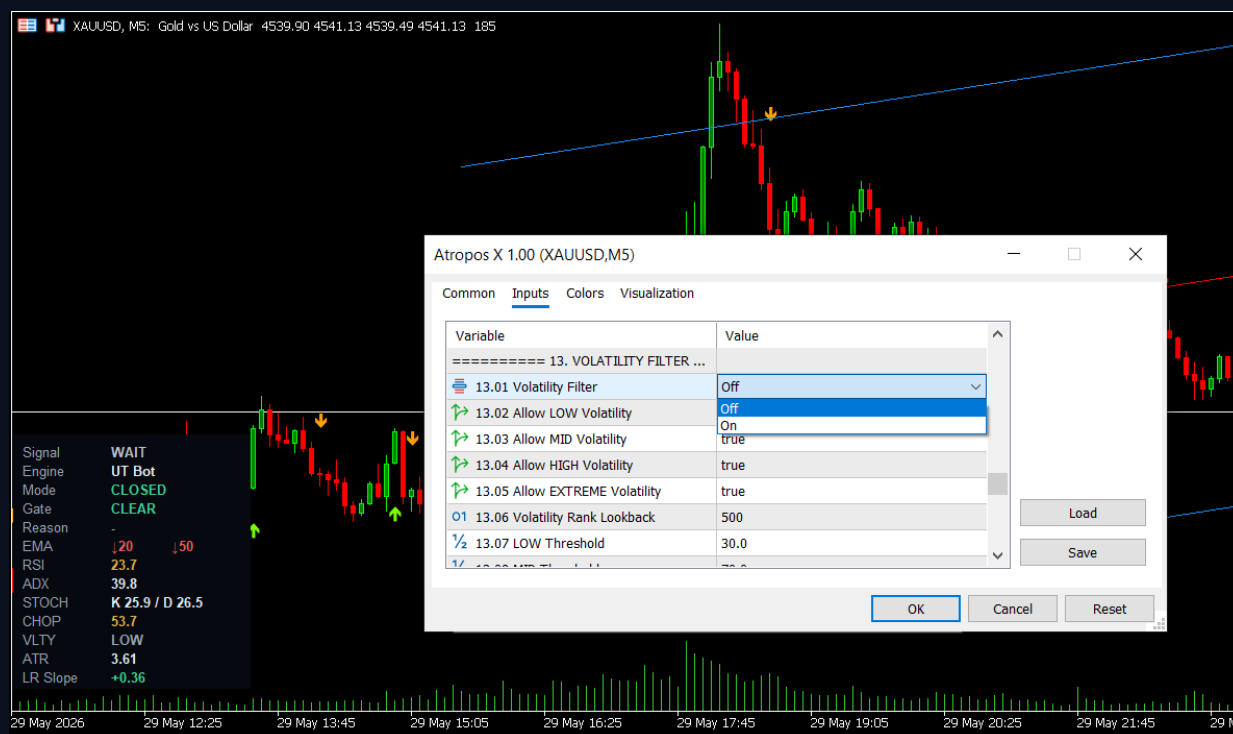 XAUUSD, M5: Gold vs US Dollar 4539.90 4541.13 4539.49 4541.13 185
Atropos X 1.00 (XAUUSD,M5)
Common Inputs Colors Visualization
Variable Value
========== 13. VOLATILITY FILTER ...
13.01 Volatility Filter Off
Off
13.02 Allow LOW Volatility
On
13.03 Allow MID Volatility true
13.04 Allow HIGH Volatility true
13.05 Allow EXTREME Volatility true
13.06 Volatility Rank Lookback 500
13.07 LOW Threshold 30.0
Load
Save
OK Cancel Reset
Signal WAIT
Engine UT Bot
Mode CLOSED
Gate CLEAR
Reason -
EMA ↓20 ↓50
RSI 23.7
ADX 39.8
STOCH K 25.9 / D 26.5
CHOP 53.7
VLTY LOW
ATR 3.61
LR Slope +0.36
29 May 2026 29 May 12:25 29 May 13:45 29 May 15:05 29 May 16:25 29 May 17:45 29 May 19:05 29 May 20:25 29 May 21:45 29